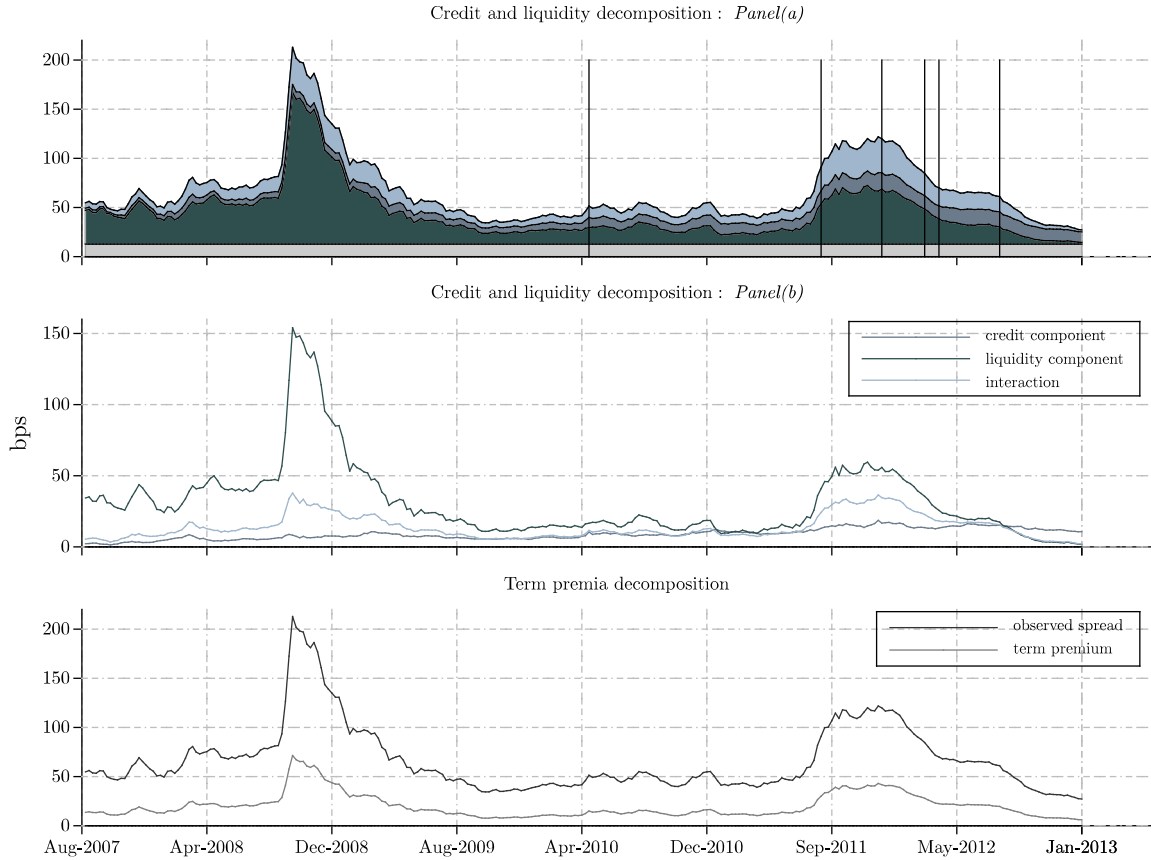 Credit and liquidity decomposition : Panel(a)
200
150
100
50
0
Credit and liquidity decomposition : Panel(b)
bps
150
100
50
0
credit component
liquidity component
interaction
Term premia decomposition
200
150
100
50
0
observed spread
term premium
Aug-2007 Apr-2008 Dec-2008 Aug-2009 Apr-2010 Dec-2010 Sep-2011 May-2012 Jan-2013